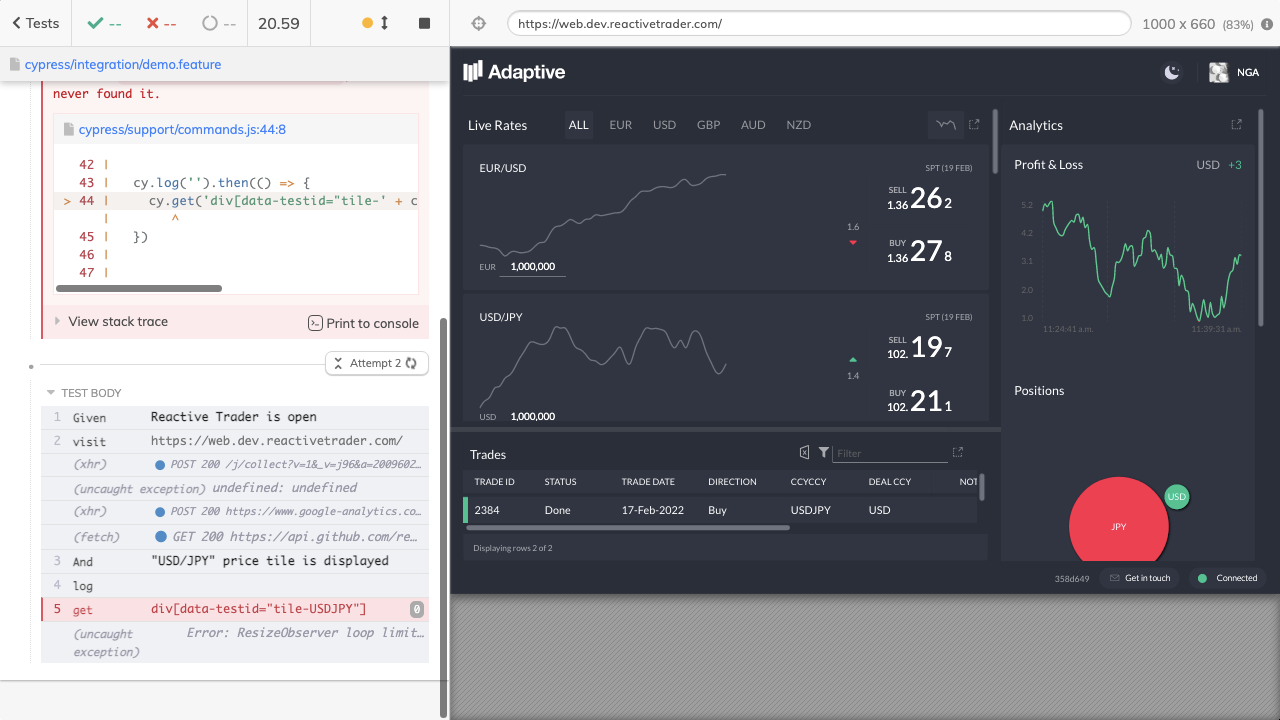 Tests
--
--
--
20.59
https://web.dev.reactivetrader.com/
1000 x 660 (83%)
cypress/integration/demo.feature
never found it.
cypress/support/commands.js:44:8
42 |
43 | cy.log('').then(() => {
> 44 | cy.get('div[data-testid="tile-' + c
| ^
45 | })
46 |
47 |
View stack trace
Print to console
Attempt 2
TEST BODY
1 Given Reactive Trader is open
2 visit https://web.dev.reactivetrader.com/
(xhr) POST 200 /j/collect?v=1&_v=j96&a=2009602…
(uncaught exception) undefined: undefined
(xhr) POST 200 https://www.google-analytics.co…
(fetch) GET 200 https://api.github.com/re…
3 And "USD/JPY" price tile is displayed
4 log
5 get div[data-testid="tile-USDJPY"] 0
(uncaught exception) Error: ResizeObserver loop limit…
Adaptive
NGA
Live Rates
ALL EUR USD GBP AUD NZD
EUR/USD
SPT (19 FEB)
SELL
1.36 26 2
1.6
BUY
1.36 27 8
EUR 1,000,000
USD/JPY
SPT (19 FEB)
SELL
102. 19 7
1.4
BUY
102. 21 1
USD 1,000,000
Trades
Filter
TRADE ID STATUS TRADE DATE DIRECTION CCYCCY DEAL CCY NOT
2384 Done 17-Feb-2022 Buy USDJPY USD
Displaying rows 2 of 2
Analytics
Profit & Loss
USD +3
5.2
4.2
3.1
2.0
1.0
11:24:41 a.m. 11:39:31 a.m.
Positions
USD
JPY
358d649
Get in touch
Connected